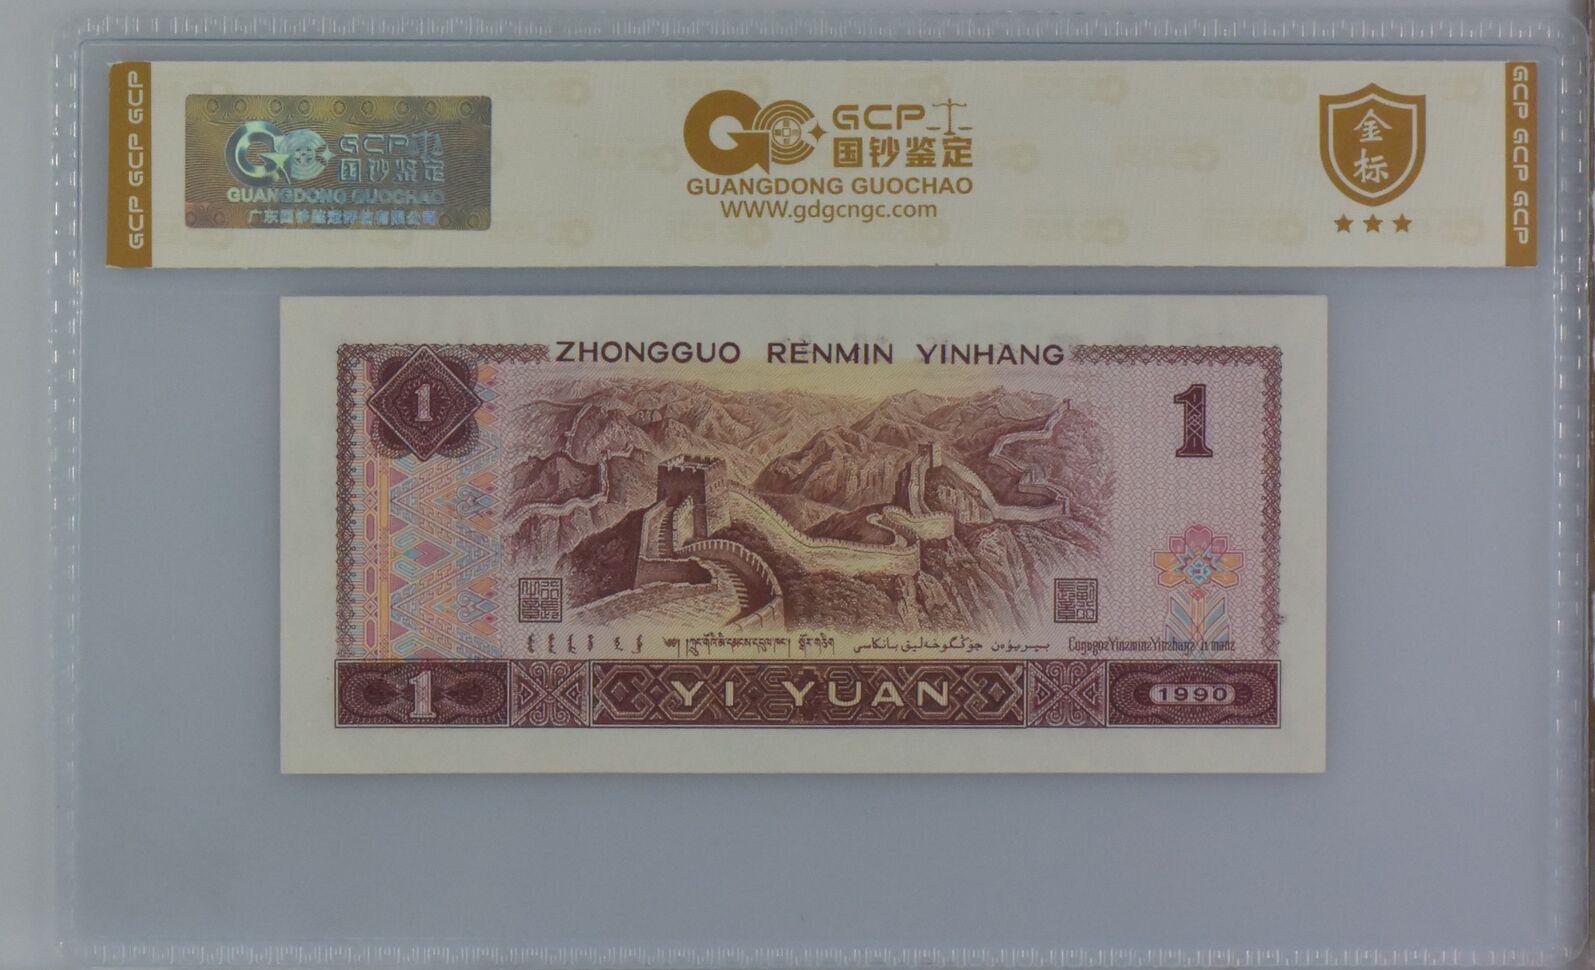 GCP GCP GCP
GCP
国钞鉴定
GUANGDONG GUOCHAO
GCP
国钞鉴定
GUANGDONG GUOCHAO
WWW.gdgcngc.com
金标
GCP GCP GCP GCP
ZHONGGUO RENMIN YINHANG
1
1
1
YI YUAN
1990